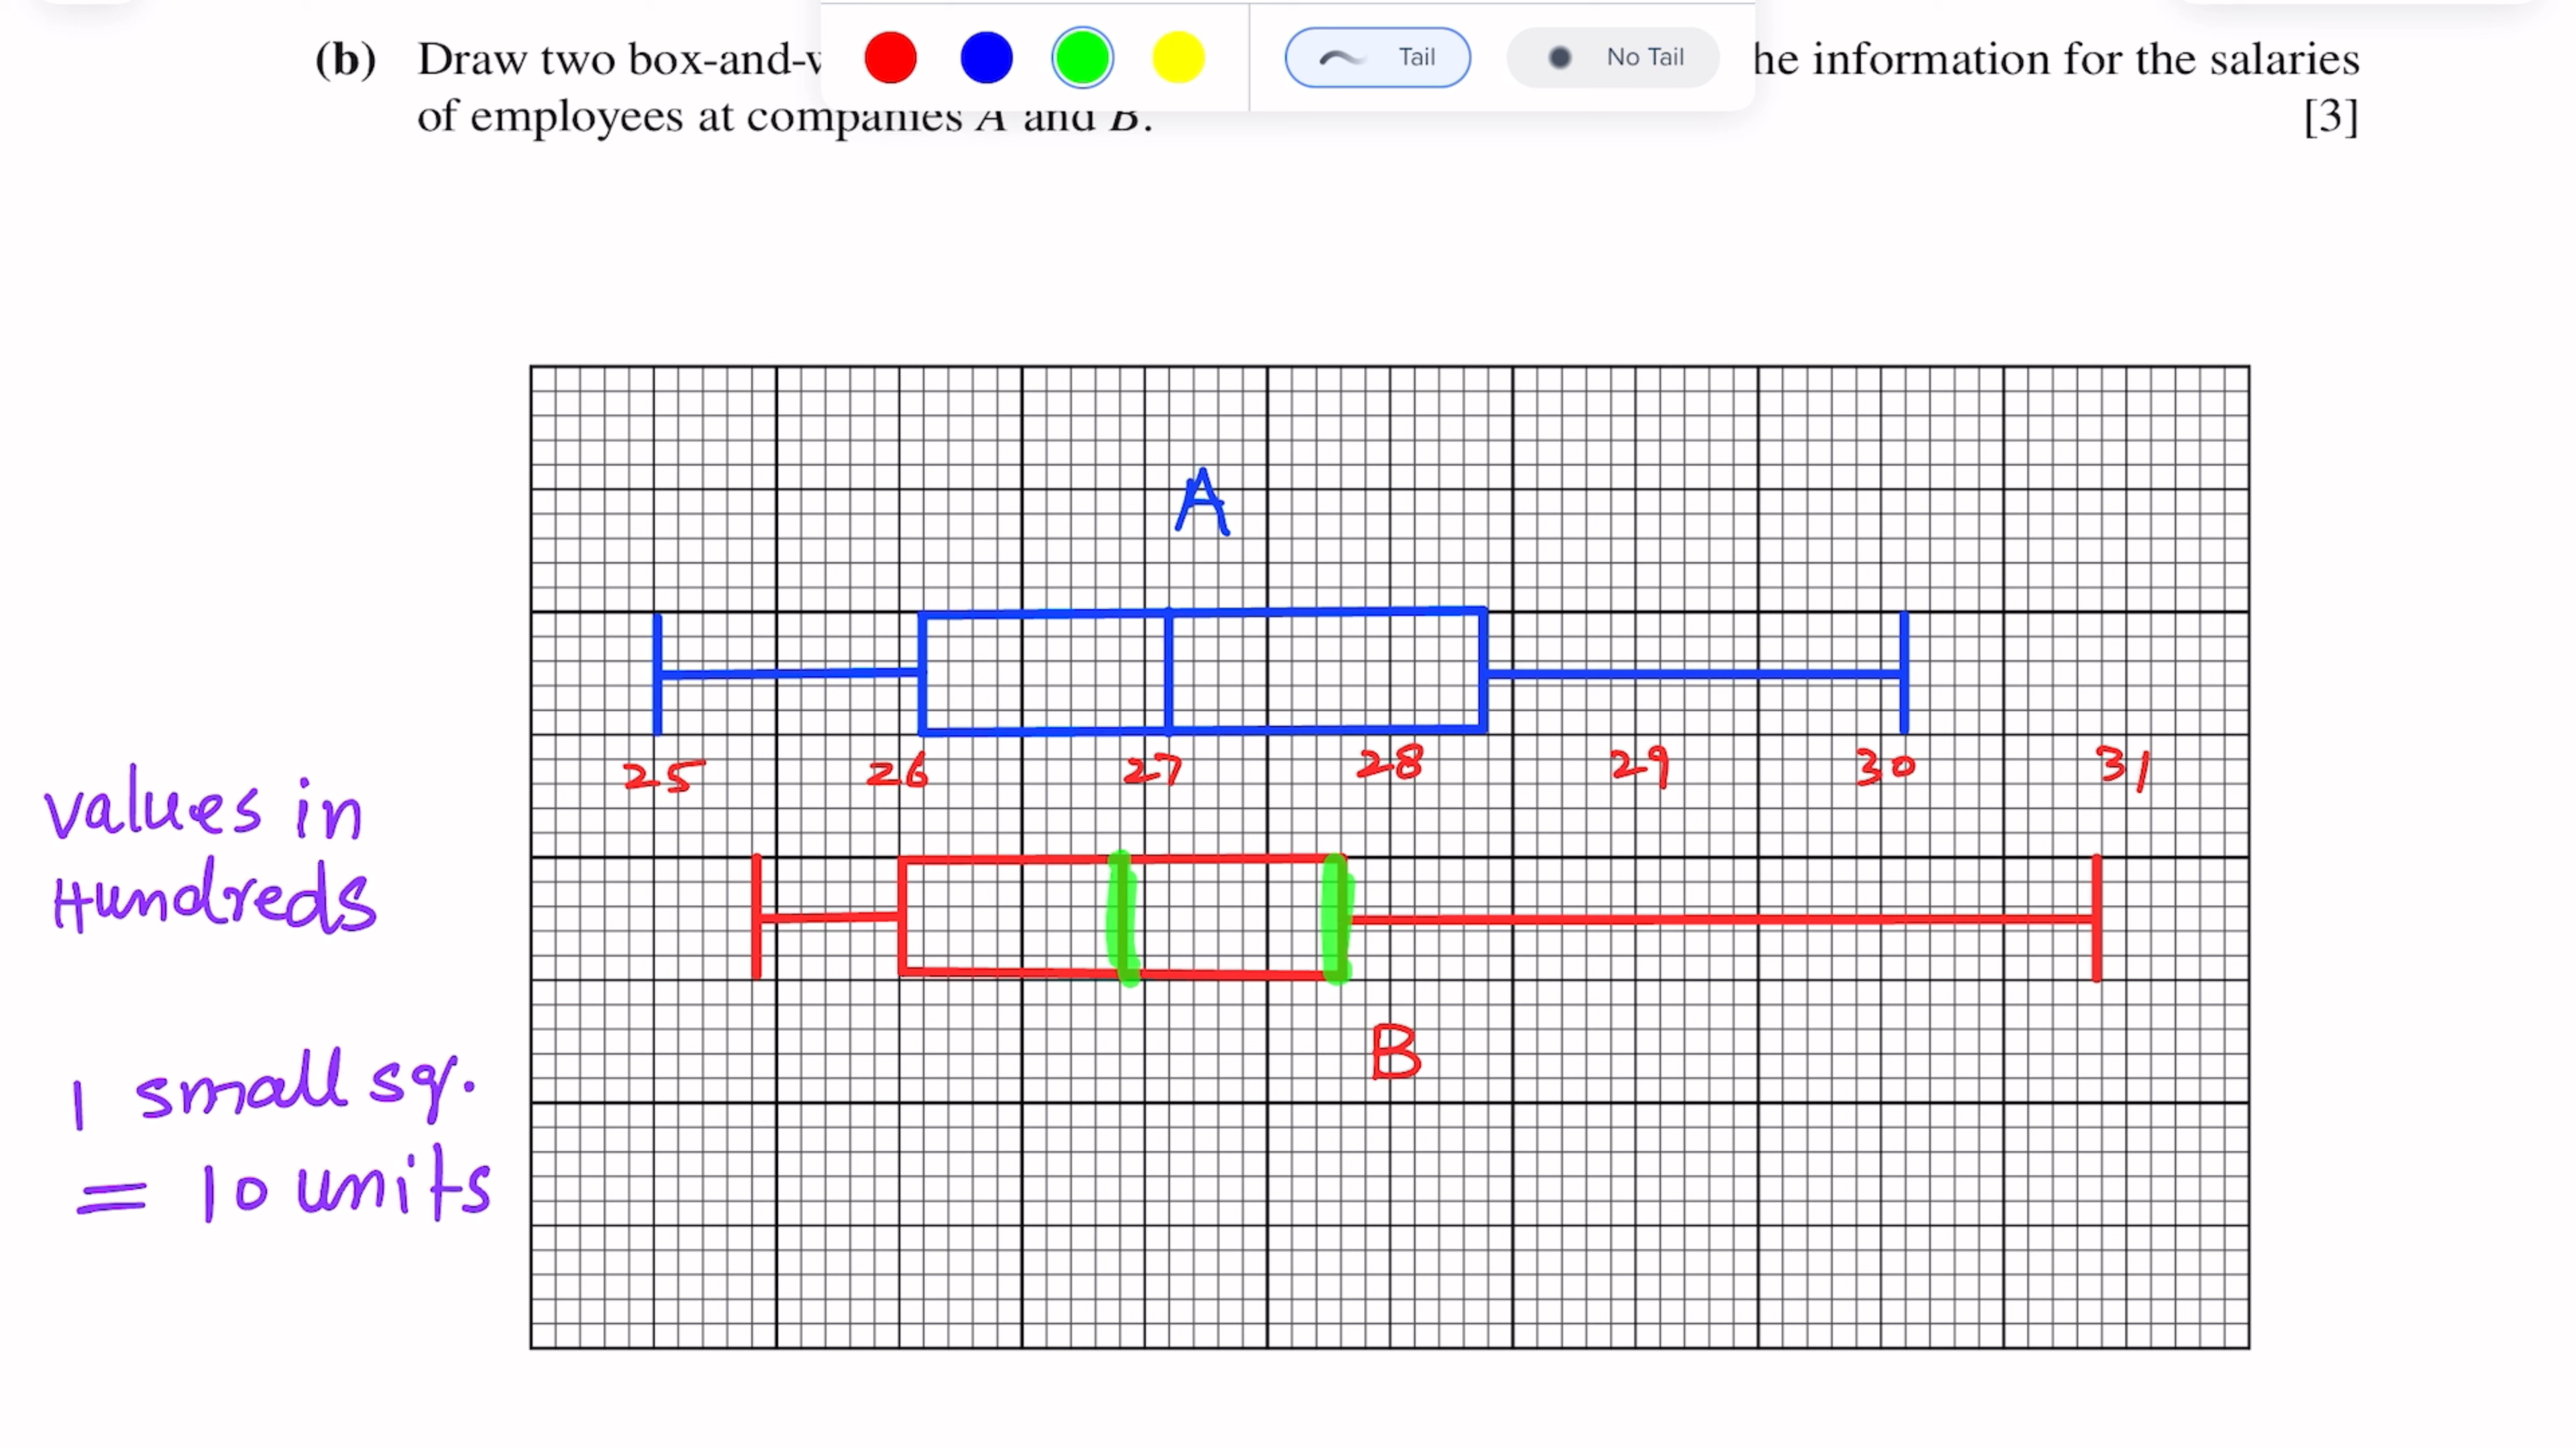 (b) Draw two box-and- he information for the salaries
of employees at companies A and B. [3]
Tail No Tail
A
25 26 27 28 29 30 31
values in
Hundreds
B
1 small sq.
= 10 units